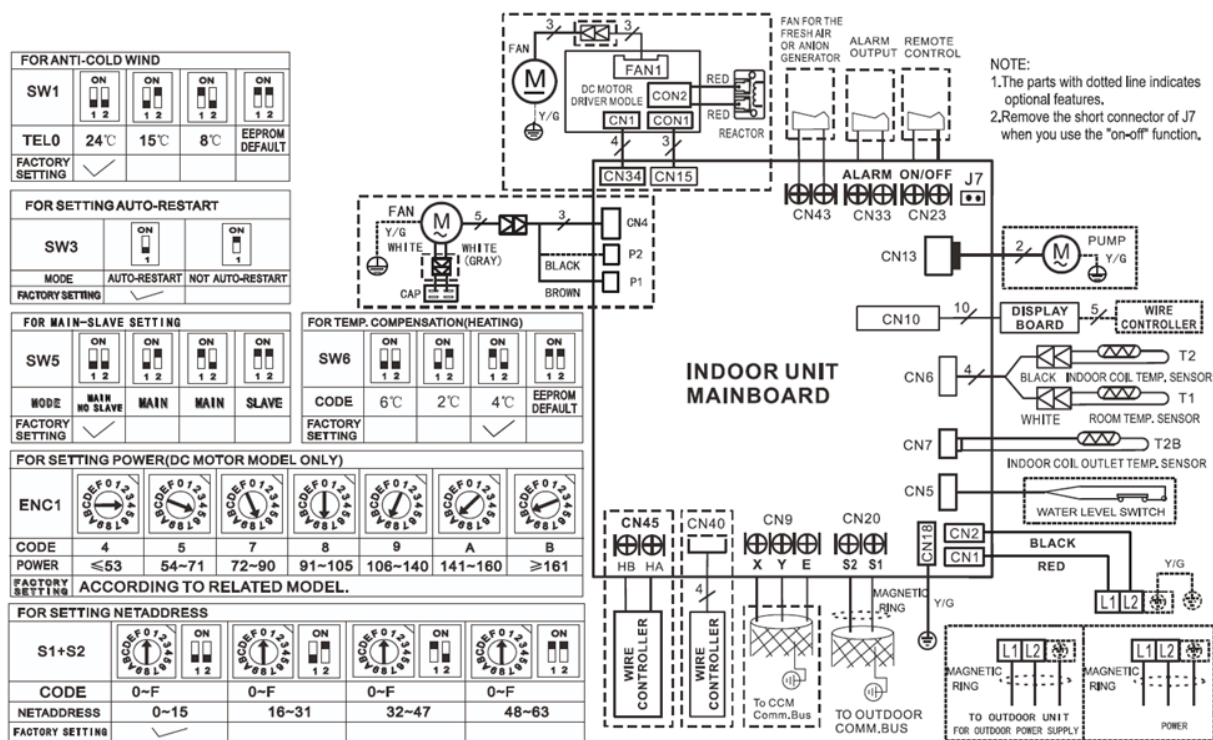 FOR ANTI-COLD WIND
SW1
ON ON ON ON
1 2 1 2 1 2 1 2
TEL0 24℃ 15℃ 8℃ EEPROM DEFAULT
FACTORY SETTING
FOR SETTING AUTO-RESTART
SW3
ON ON
1 1
MODE AUTO-RESTART NOT AUTO-RESTART
FACTORY SETTING
FOR MAIN-SLAVE SETTING
SW5
ON ON ON ON
1 2 1 2 1 2 1 2
MODE MAIN NO SLAVE MAIN MAIN SLAVE
FACTORY SETTING
FOR TEMP. COMPENSATION(HEATING)
SW6
ON ON ON ON
1 2 1 2 1 2 1 2
CODE 6℃ 2℃ 4℃ EEPROM DEFAULT
FACTORY SETTING
FOR SETTING POWER(DC MOTOR MODEL ONLY)
ENC1
0123456789ABCDEF 0123456789ABCDEF 0123456789ABCDEF 0123456789ABCDEF 0123456789ABCDEF 0123456789ABCDEF 0123456789ABCDEF
CODE 4 5 7 8 9 A B
POWER ≤53 54~71 72~90 91~105 106~140 141~160 ≥161
FACTORY SETTING ACCORDING TO RELATED MODEL.
FOR SETTING NETADDRESS
S1+S2
0123456789ABCDEF ON 0123456789ABCDEF ON 0123456789ABCDEF ON 0123456789ABCDEF ON
1 2 1 2 1 2 1 2
CODE 0~F 0~F 0~F 0~F
NETADDRESS 0~15 16~31 32~47 48~63
FACTORY SETTING
3 3
FAN
M
Y/G
FAN1
DC MOTOR
DRIVER MODLE
CON2
RED
RED
REACTOR
CN1 CON1
4 3
CN34 CN15
FAN FOR THE
FRESH AIR
OR ANION
GENERATOR
ALARM
OUTPUT
REMOTE
CONTROL
NOTE:
1.The parts with dotted line indicates
optional features.
2.Remove the short connector of J7
when you use the "on-off" function.
ALARM ON/OFF
J7
CN43 CN33 CN23
FAN
Y/G
M
~
5 3
CN4
WHITE
WHITE
(GRAY)
BLACK
P2
BROWN
P1
CAP
CN13
2
M
~
PUMP
Y/G
CN10
10
DISPLAY
BOARD
5
WIRE
CONTROLLER
INDOOR UNIT
MAINBOARD
CN6
4
T2
BLACK INDOOR COIL TEMP. SENSOR
T1
WHITE ROOM TEMP. SENSOR
CN7
T2B
INDOOR COIL OUTLET TEMP. SENSOR
CN5
WATER LEVEL SWITCH
CN18
CN2
BLACK
CN1
RED
Y/G
L1 L2
Y/G
CN45
HB HA
WIRE
CONTROLLER
CN40
4
WIRE
CONTROLLER
CN9
X Y E
To CCM
Comm.Bus
CN20
S2 S1
MAGNETIC
RING
TO OUTDOOR
COMM.BUS
L1 L2
MAGNETIC
RING
TO OUTDOOR UNIT
FOR OUTDOOR POWER SUPPLY
L1 L2
MAGNETIC
RING
POWER